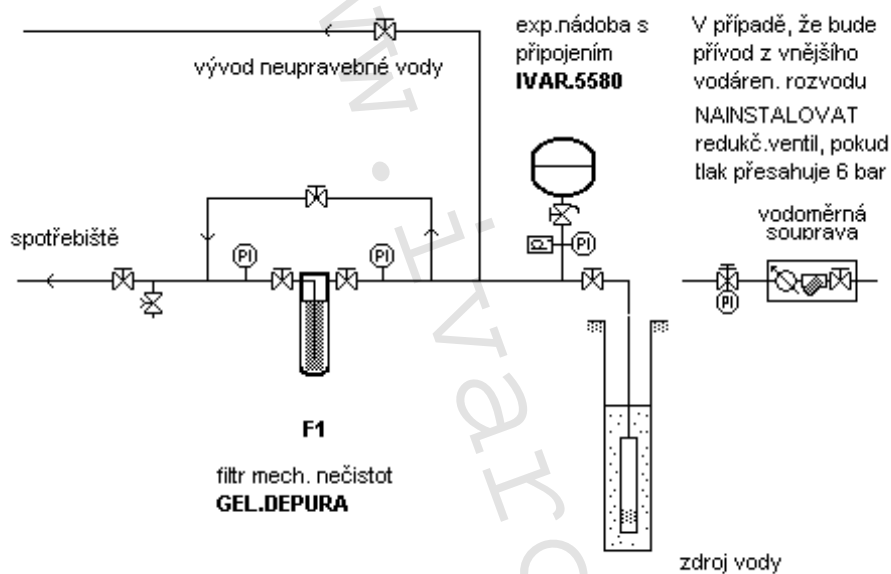 vývod neupravebné vody
exp.nádoba s
připojením
IVAR.5580
V případě, že bude
přívod z vnějšího
vodáren. rozvodu
NAINSTALOVAT
redukč.ventil, pokud
tlak přesahuje 6 bar
vodoměrná
souprava
spotřebiště
PI
PI
PI
PI
F1
filtr mech. nečistot
GEL.DEPURA
zdroj vody
w.ivarc